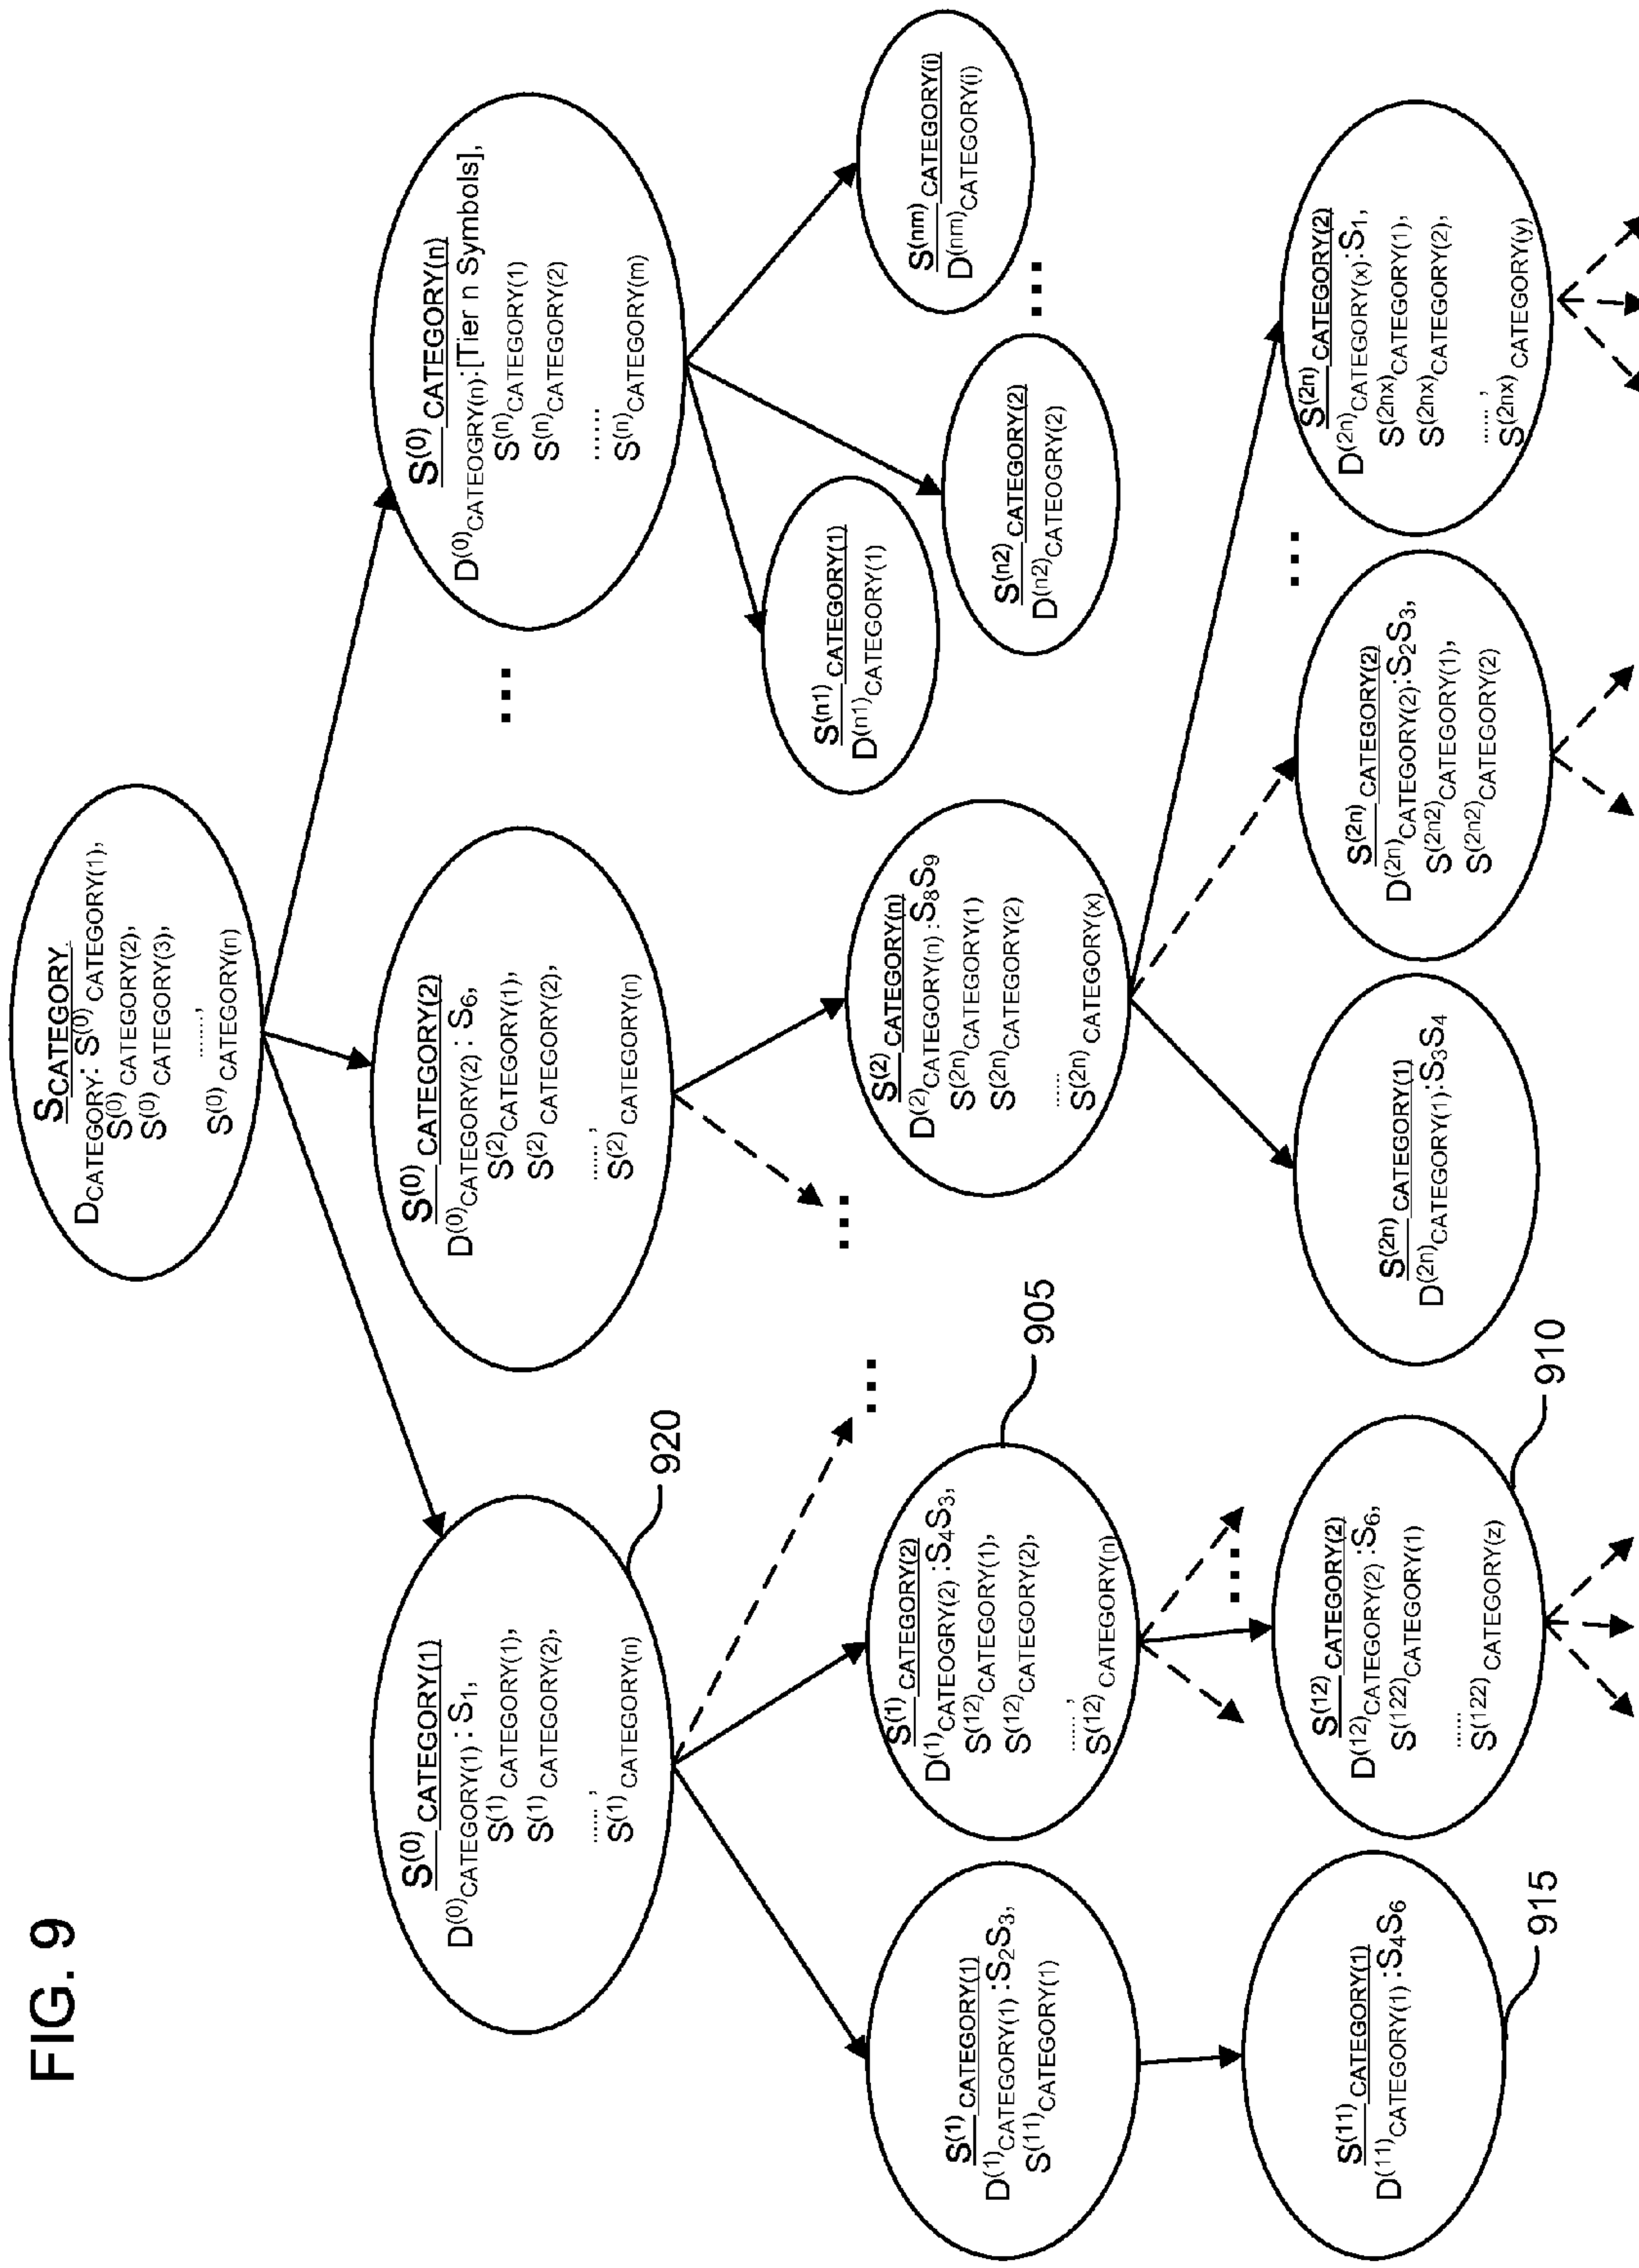 FIG. 9
SCATEGORY
DCATEGORY: S(0) CATEGORY(1),
S(0) CATEGORY(2),
S(0) CATEGORY(3),
......,
S(0) CATEGORY(n)
S(0) CATEGORY(1)
D(0)CATEGORY(1) : S1,
S(1) CATEGORY(1),
S(1) CATEGORY(2),
......,
S(1) CATEGORY(n)
920
S(0) CATEGORY(2)
D(0)CATEGORY(2) : S6,
S(2)CATEGORY(1),
S(2) CATEGORY(2),
......,
S(2) CATEGORY(n)
...
S(0) CATEGORY(n)
D(0)CATEOGRY(n):[Tier n Symbols],
S(n)CATEGORY(1)
S(n)CATEGORY(2)
.....
S(n)CATEGORY(m)
S(1) CATEGORY(1)
D(1)CATEGORY(1) :S2S3,
S(11)CATEGORY(1)
S(1) CATEGORY(2)
D(1)CATEOGRY(2) :S4S3,
S(12)CATEGORY(1),
S(12)CATEGORY(2),
......,
S(12) CATEGORY(n)
905
...
...
S(2) CATEGORY(n)
D(2)CATEGORY(n) :S8S9
S(2n)CATEGORY(1)
S(2n)CATEGORY(2)
......
S(2n) CATEGORY(x)
S(n1) CATEGORY(1)
D(n1)CATEGORY(1)
S(n2) CATEGORY(2)
D(n2)CATEOGRY(2)
...
S(nm) CATEGORY(i)
D(nm)CATEGORY(i)
S(11) CATEGORY(1)
D(11)CATEGORY(1) :S4S6
915
...
S(12) CATEGORY(2)
D(12)CATEGORY(2) :S6,
S(122)CATEGORY(1)
......
S(122) CATEGORY(z)
910
S(2n) CATEGORY(1)
D(2n)CATEGORY(1):S3S4
S(2n) CATEGORY(2)
D(2n)CATEGORY(2):S2S3,
S(2n2)CATEGORY(1),
S(2n2)CATEGORY(2)
...
S(2n) CATEGORY(2)
D(2n)CATEGORY(x):S1,
S(2nx)CATEGORY(1),
S(2nx)CATEGORY(2),
......,
S(2nx) CATEGORY(y)